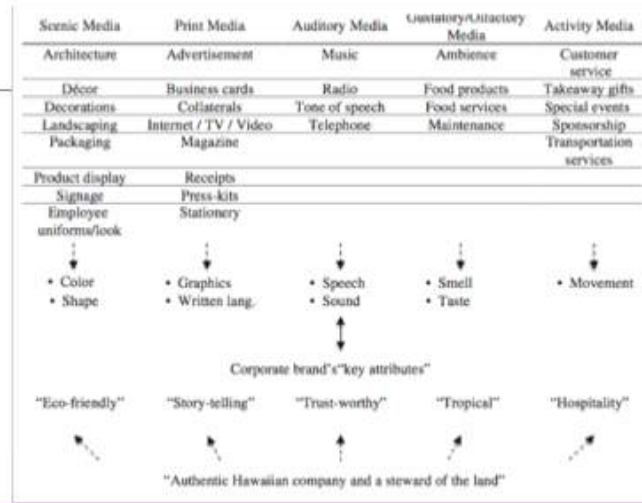 Scenic Media Print Media Auditory Media Gustatory/Olfactory Media Activity Media
Architecture Advertisement Music Ambience Customer service
Décor Business cards Radio Food products Takeaway gifts
Decorations Collaterals Tone of speech Food services Special events
Landscaping Internet / TV / Video Telephone Maintenance Sponsorship
Packaging Magazine Transportation services
Product display Receipts
Signage Press-kits
Employee uniforms/look Stationery
• Color • Graphics • Speech • Smell • Movement
• Shape • Written lang. • Sound • Taste
Corporate brand's "key attributes"
"Eco-friendly" "Story-telling" "Trust-worthy" "Tropical" "Hospitality"
"Authentic Hawaiian company and a steward of the land"